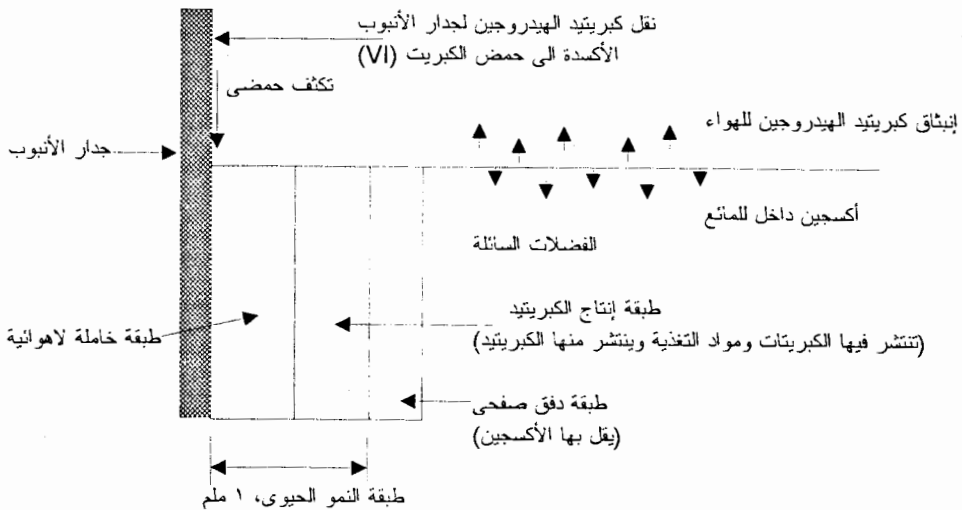 نقل كبريتيد الهيدروجين لجدار الأنبوب
الأكسدة الى حمض الكبريت (VI)
تكثف حمضى
إنبثاق كبريتيد الهيدروجين للهواء
جدار الأنبوب
أكسجين داخل للمائع
الفضلات السائلة
طبقة إنتاج الكبريتيد
(تنتشر فيها الكبريتات ومواد التغذية وينتشر منها الكبريتيد)
طبقة خاملة لاهوائية
طبقة دفق صفحى
(يقل بها الأكسجين)
طبقة النمو الحيوى، ١ ملم